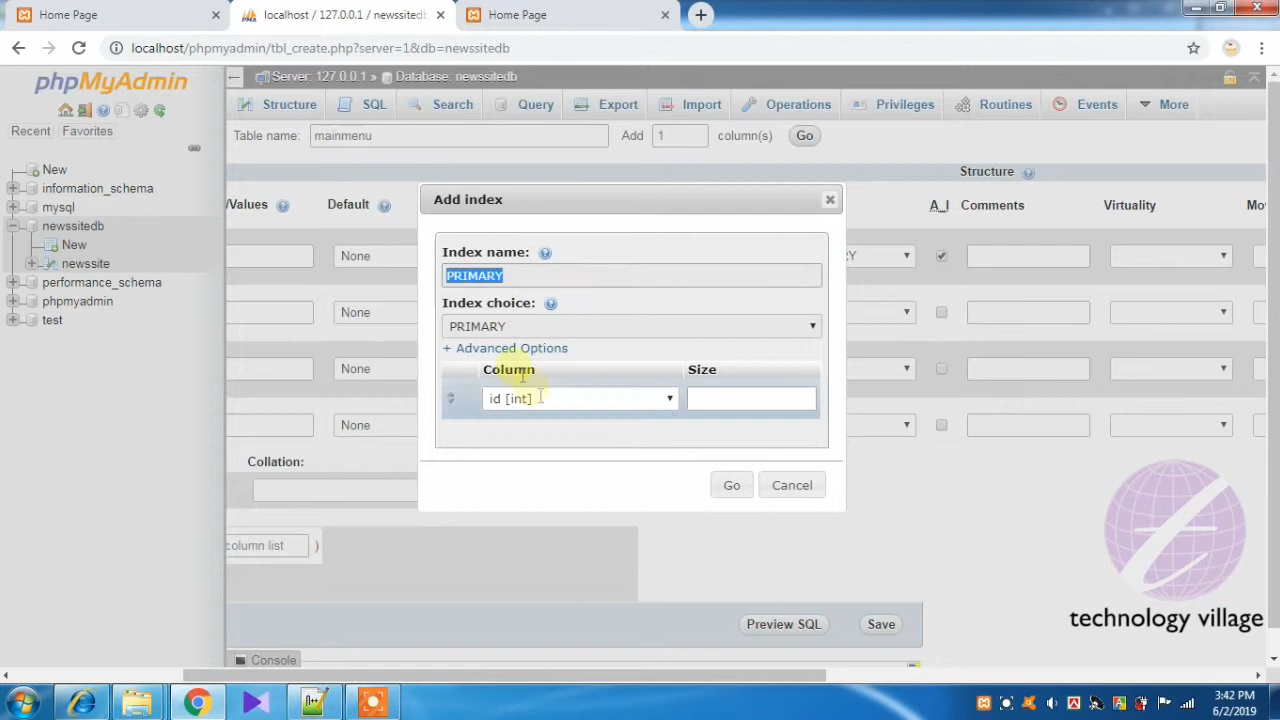 Home Page
localhost / 127.0.0.1 / newssitedb
Home Page
localhost/phpmyadmin/tbl_create.php?server=1&db=newssitedb
phpMyAdmin
Recent Favorites
New
information_schema
mysql
newssitedb
New
newssite
performance_schema
phpmyadmin
test
Server: 127.0.0.1 » Database: newssitedb
Structure SQL Search Query Export Import Operations Privileges Routines Events More
Table name: mainmenu Add 1 column(s) Go
Structure
/Values Default A_I Comments Virtuality Mo
None
None
None
None
Collation:
column list )
Preview SQL Save
Console
Add index
Index name:
PRIMARY
Index choice:
PRIMARY
+ Advanced Options
Column Size
id [int]
Go Cancel
technology village
3:42 PM
6/2/2019